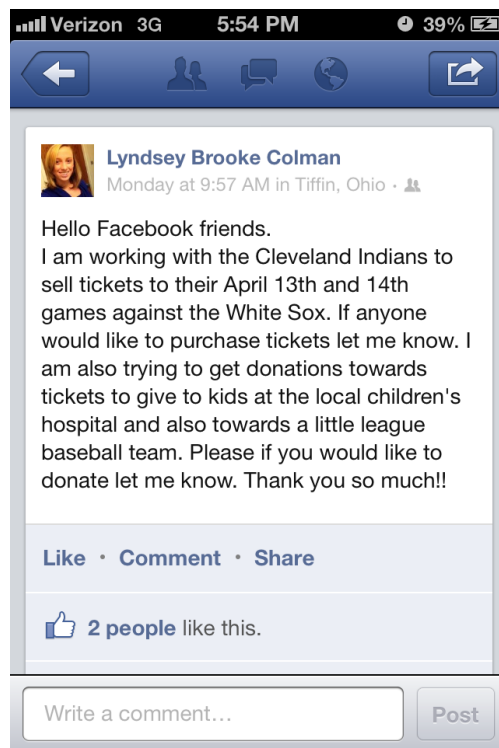 Verizon 3G 5:54 PM 39%
Lyndsey Brooke Colman
Monday at 9:57 AM in Tiffin, Ohio ·
Hello Facebook friends.
I am working with the Cleveland Indians to
sell tickets to their April 13th and 14th
games against the White Sox. If anyone
would like to purchase tickets let me know. I
am also trying to get donations towards
tickets to give to kids at the local children's
hospital and also towards a little league
baseball team. Please if you would like to
donate let me know. Thank you so much!!
Like · Comment · Share
2 people like this.
Write a comment... Post